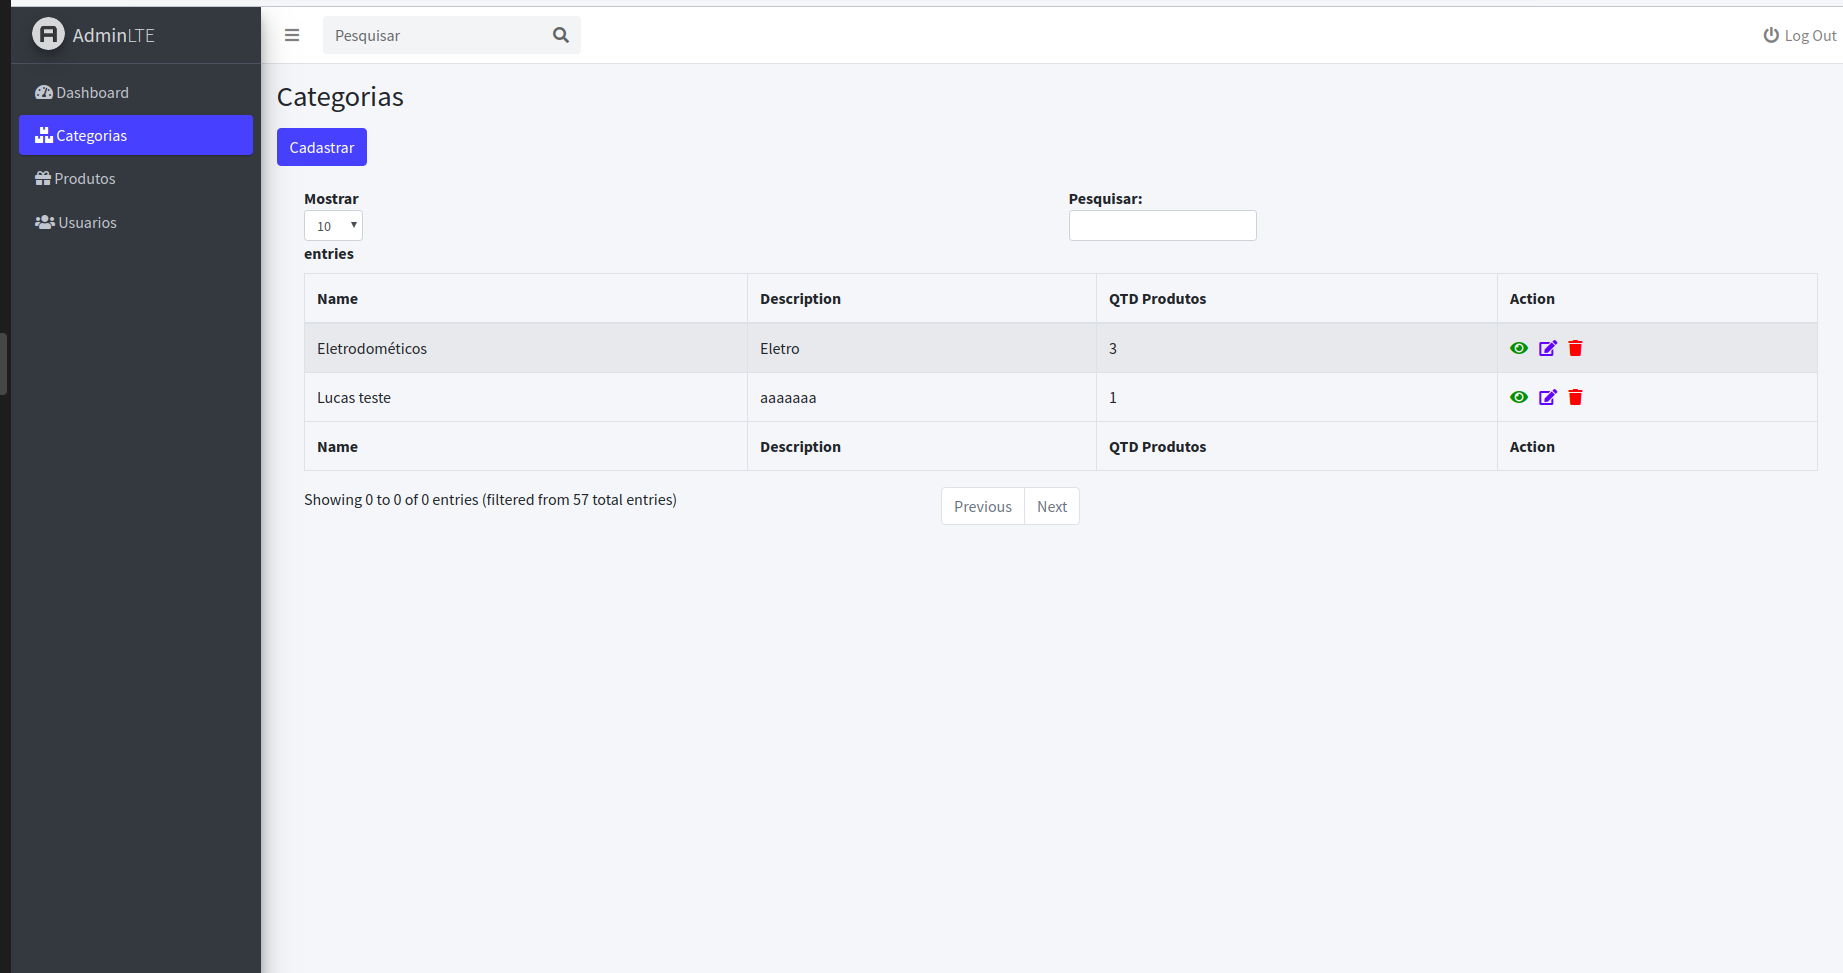 AdminLTE
Pesquisar
Log Out
Dashboard
Categorias
Produtos
Usuarios
Categorias
Cadastrar
Mostrar
10
entries
Pesquisar:
Name Description QTD Produtos Action
Eletrodométicos Eletro 3
Lucas teste aaaaaaa 1
Name Description QTD Produtos Action
Showing 0 to 0 of 0 entries (filtered from 57 total entries)
Previous Next